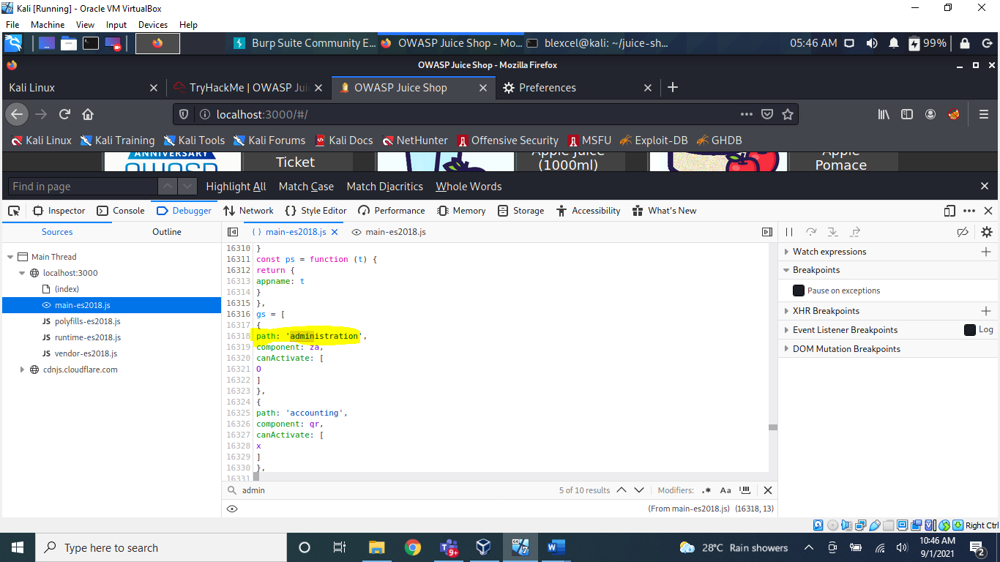 Kali [Running] - Oracle VM VirtualBox
File Machine View Input Devices Help
Burp Suite Community E... OWASP Juice Shop - Mo... blexcel@kali: ~/juice-sh... 05:46 AM 99%
OWASP Juice Shop - Mozilla Firefox
Kali Linux TryHackMe | OWASP Jui OWASP Juice Shop Preferences
localhost:3000/#/
Kali Linux Kali Training Kali Tools Kali Forums Kali Docs NetHunter Offensive Security MSFU Exploit-DB GHDB
ANNIVERSARY Ticket Apple Juice Apple
OWASP (1000ml) Pomace
Find in page Highlight All Match Case Match Diacritics Whole Words
Inspector Console Debugger Network Style Editor Performance Memory Storage Accessibility What's New
Sources Outline
{ } main-es2018.js main-es2018.js
Main Thread
localhost:3000
(index)
main-es2018.js
JS polyfills-es2018.js
JS runtime-es2018.js
JS vendor-es2018.js
cdnjs.cloudflare.com
16310 }
16311 const ps = function (t) {
16312 return {
16313 appname: t
16314 }
16315 },
16316 gs = [
16317 {
16318 path: 'administration',
16319 component: za,
16320 canActivate: [
16321 O
16322 ]
16323 },
16324 {
16325 path: 'accounting',
16326 component: qr,
16327 canActivate: [
16328 x
16329 ]
16330 },
16331
Watch expressions
Breakpoints
Pause on exceptions
XHR Breakpoints
Event Listener Breakpoints Log
DOM Mutation Breakpoints
admin 5 of 10 results Modifiers: .* Aa
(From main-es2018.js) (16318, 13)
Right Ctrl
Type here to search
9+
28°C Rain showers
10:46 AM
9/1/2021
2